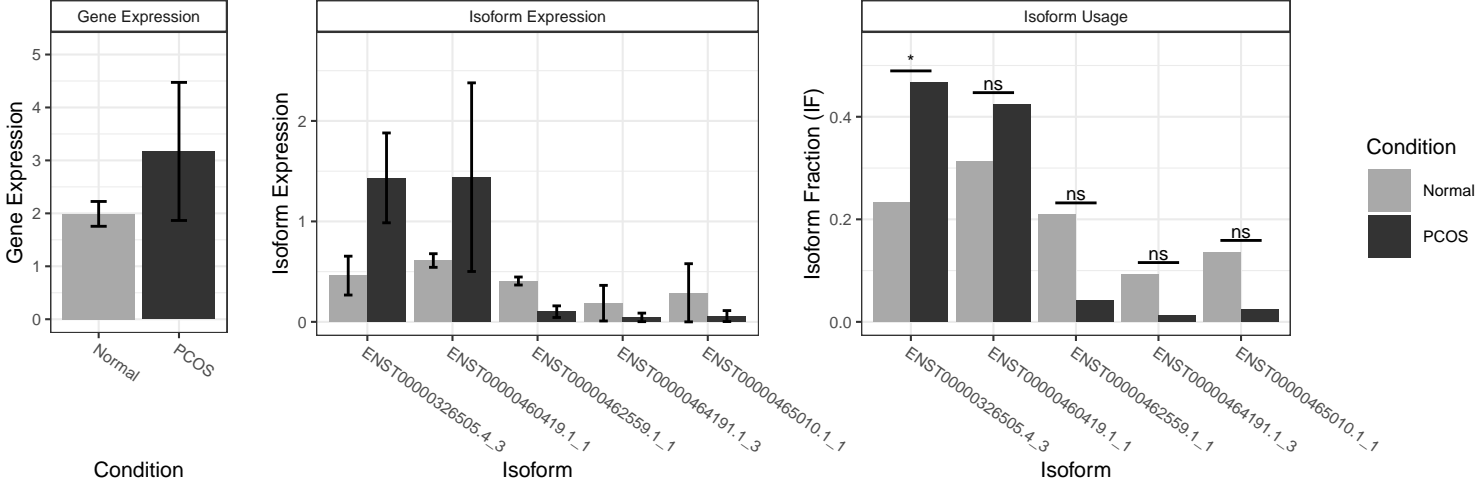 Gene Expression
Isoform Expression
Isoform Usage
Gene Expression
5
4
3
2
1
0
Normal
PCOS
Condition
Isoform Expression
2
1
0
ENST00000326505.4_3
ENST00000460419.1_1
ENST00000462559.1_1
ENST00000464191.1_3
ENST00000465010.1_1
Isoform
Isoform Fraction (IF)
0.4
0.2
0.0
*
ns
ns
ns
ns
ENST00000326505.4_3
ENST00000460419.1_1
ENST00000462559.1_1
ENST00000464191.1_3
ENST00000465010.1_1
Isoform
Condition
Normal
PCOS